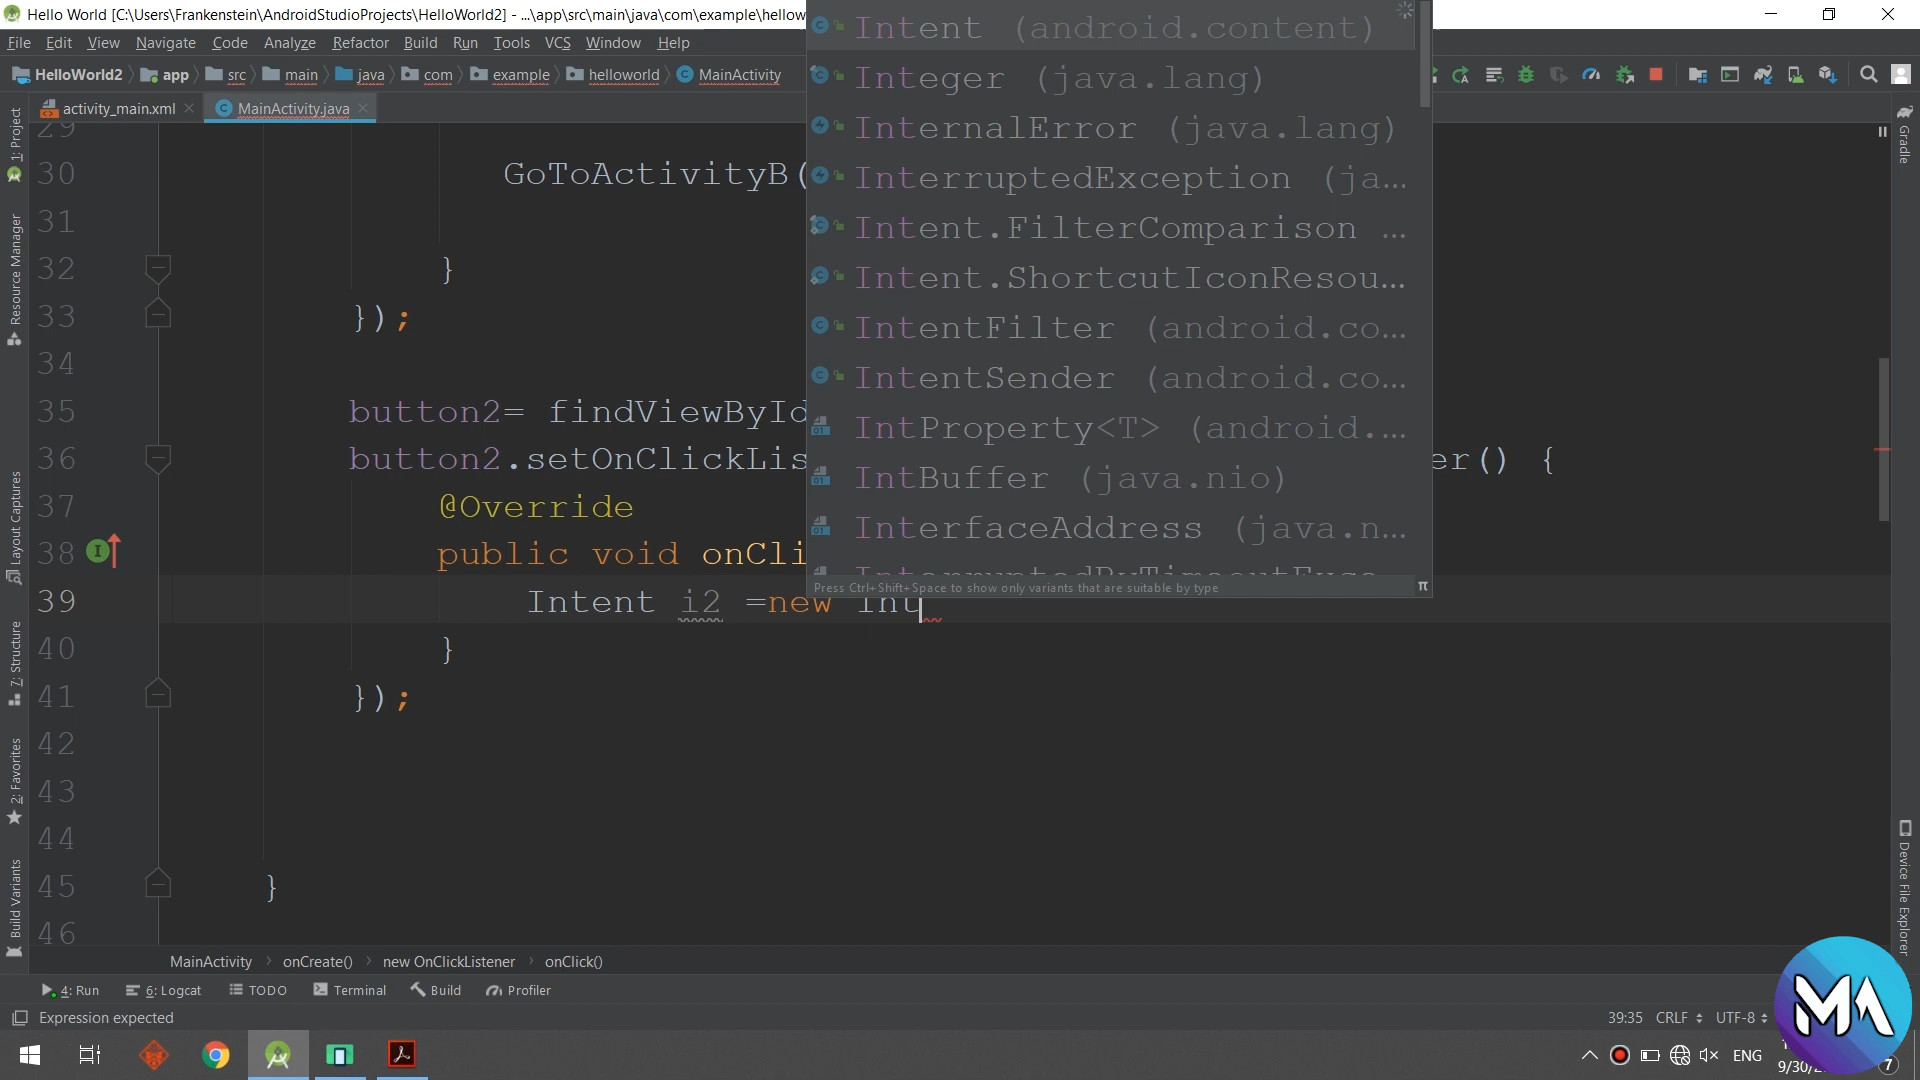 Hello World [C:\Users\Frankenstein\AndroidStudioProjects\HelloWorld2] - ...\app\src\main\java\com\example\hellow
File Edit View Navigate Code Analyze Refactor Build Run Tools VCS Window Help
HelloWorld2 app src main java com example helloworld MainActivity
activity_main.xml MainActivity.java
Intent (android.content)
Integer (java.lang)
InternalError (java.lang)
InterruptedException (ja...
Intent.FilterComparison ...
Intent.ShortcutIconResou...
IntentFilter (android.co...
IntentSender (android.co...
IntProperty<T> (android....
IntBuffer (java.nio)
InterfaceAddress (java.n...
Press Ctrl+Shift+Space to show only variants that are suitable by type π
29
30 GoToActivityB(
31
32 }
33 });
34
35 button2= findViewById
36 button2.setOnClickLis er() {
37 @Override
38 public void onCli
39 Intent i2 =new Int
40 }
41 });
42
43
44
45 }
46
1: Project
Resource Manager
Layout Captures
7: Structure
2: Favorites
Build Variants
Gradle
Device File Explorer
MainActivity onCreate() new OnClickListener onClick()
4: Run 6: Logcat TODO Terminal Build Profiler
Expression expected 39:35 CRLF UTF-8
ENG
9/30/
7
MA